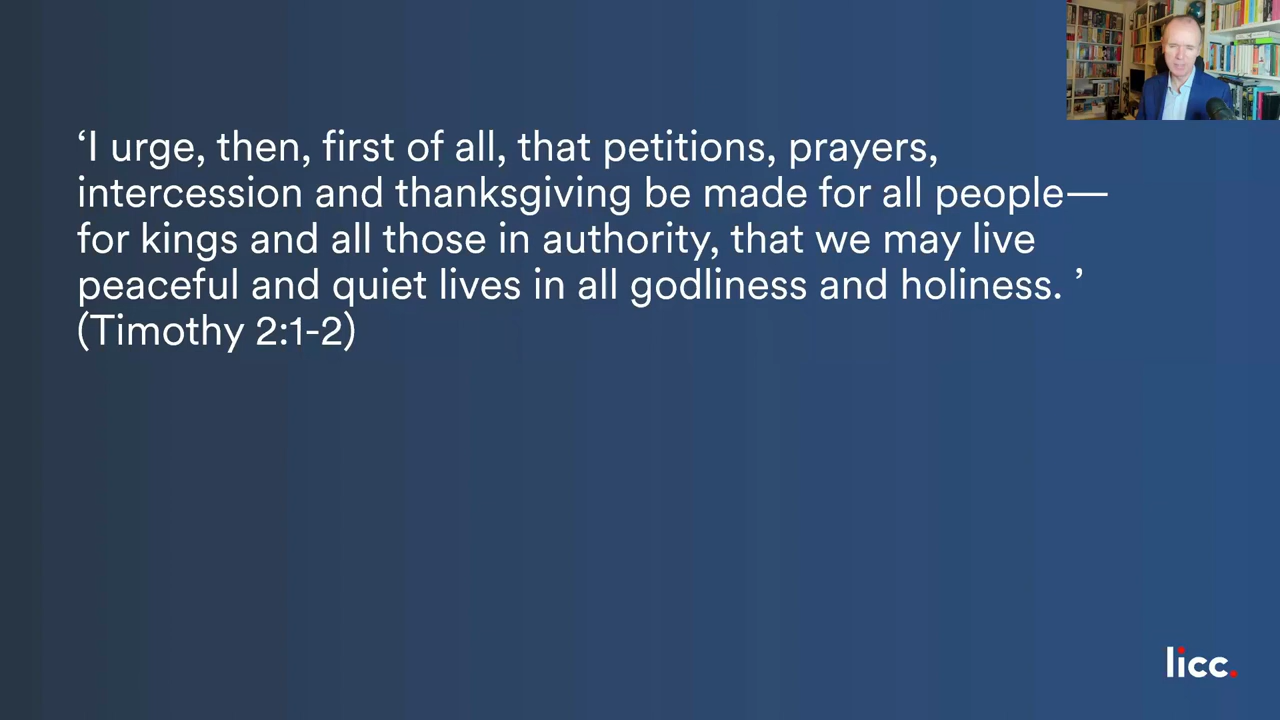 ‘I urge, then, first of all, that petitions, prayers,
intercession and thanksgiving be made for all people—
for kings and all those in authority, that we may live
peaceful and quiet lives in all godliness and holiness. ’
(Timothy 2:1-2)
licc.